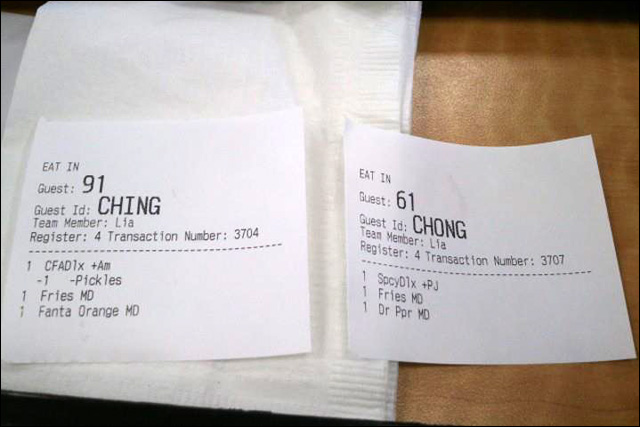 EAT IN
Guest: 91
Guest Id: CHING
Team Member: Lia
Register: 4 Transaction Number: 3704
1 CFADlx +Am
-1 -Pickles
1 Fries MD
1 Fanta Orange MD
EAT IN
Guest: 61
Guest Id: CHONG
Team Member: Lia
Register: 4 Transaction Number: 3707
1 SpcyDlx +PJ
1 Fries MD
1 Dr Ppr MD